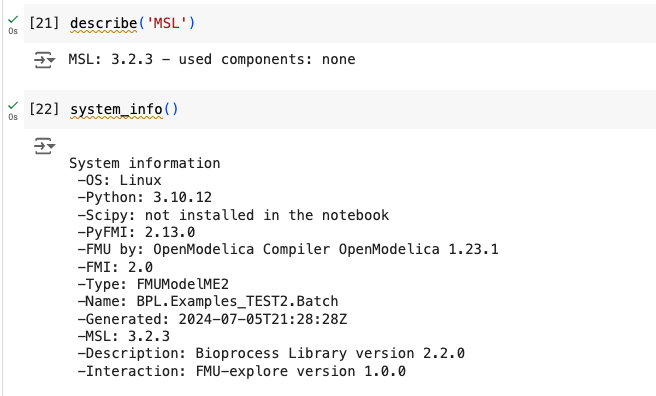 [21] describe('MSL')
0s
MSL: 3.2.3 – used components: none
[22] system_info()
0s
System information
–OS: Linux
–Python: 3.10.12
–Scipy: not installed in the notebook
–PyFMI: 2.13.0
–FMU by: OpenModelica Compiler OpenModelica 1.23.1
–FMI: 2.0
–Type: FMUModelME2
–Name: BPL.Examples_TEST2.Batch
–Generated: 2024-07-05T21:28:28Z
–MSL: 3.2.3
–Description: Bioprocess Library version 2.2.0
–Interaction: FMU-explore version 1.0.0